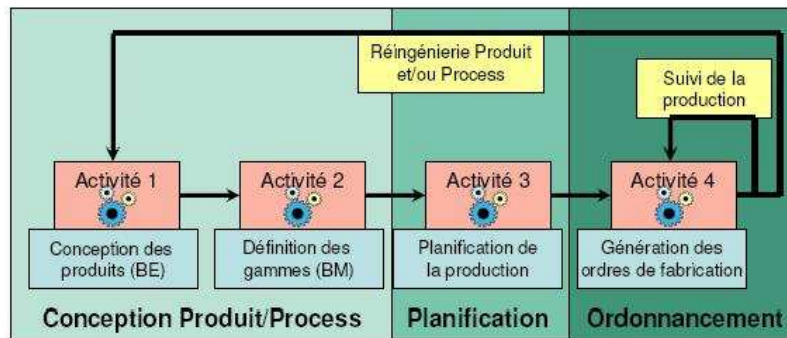 Réingénierie Produit
et/ou Process
Suivi de la
production
Activité 1
Activité 2
Activité 3
Activité 4
Conception des
produits (BE)
Définition des
gammes (BM)
Planification de
la production
Génération des
ordres de fabrication
Conception Produit/Process
Planification
Ordonnancement